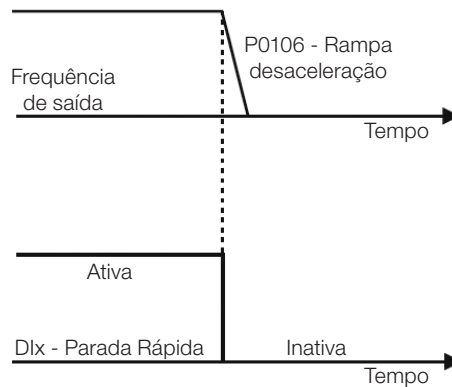 P0106 - Rampa
desaceleração
Frequência
de saída
Tempo
Ativa
DIx - Parada Rápida
Inativa
Tempo